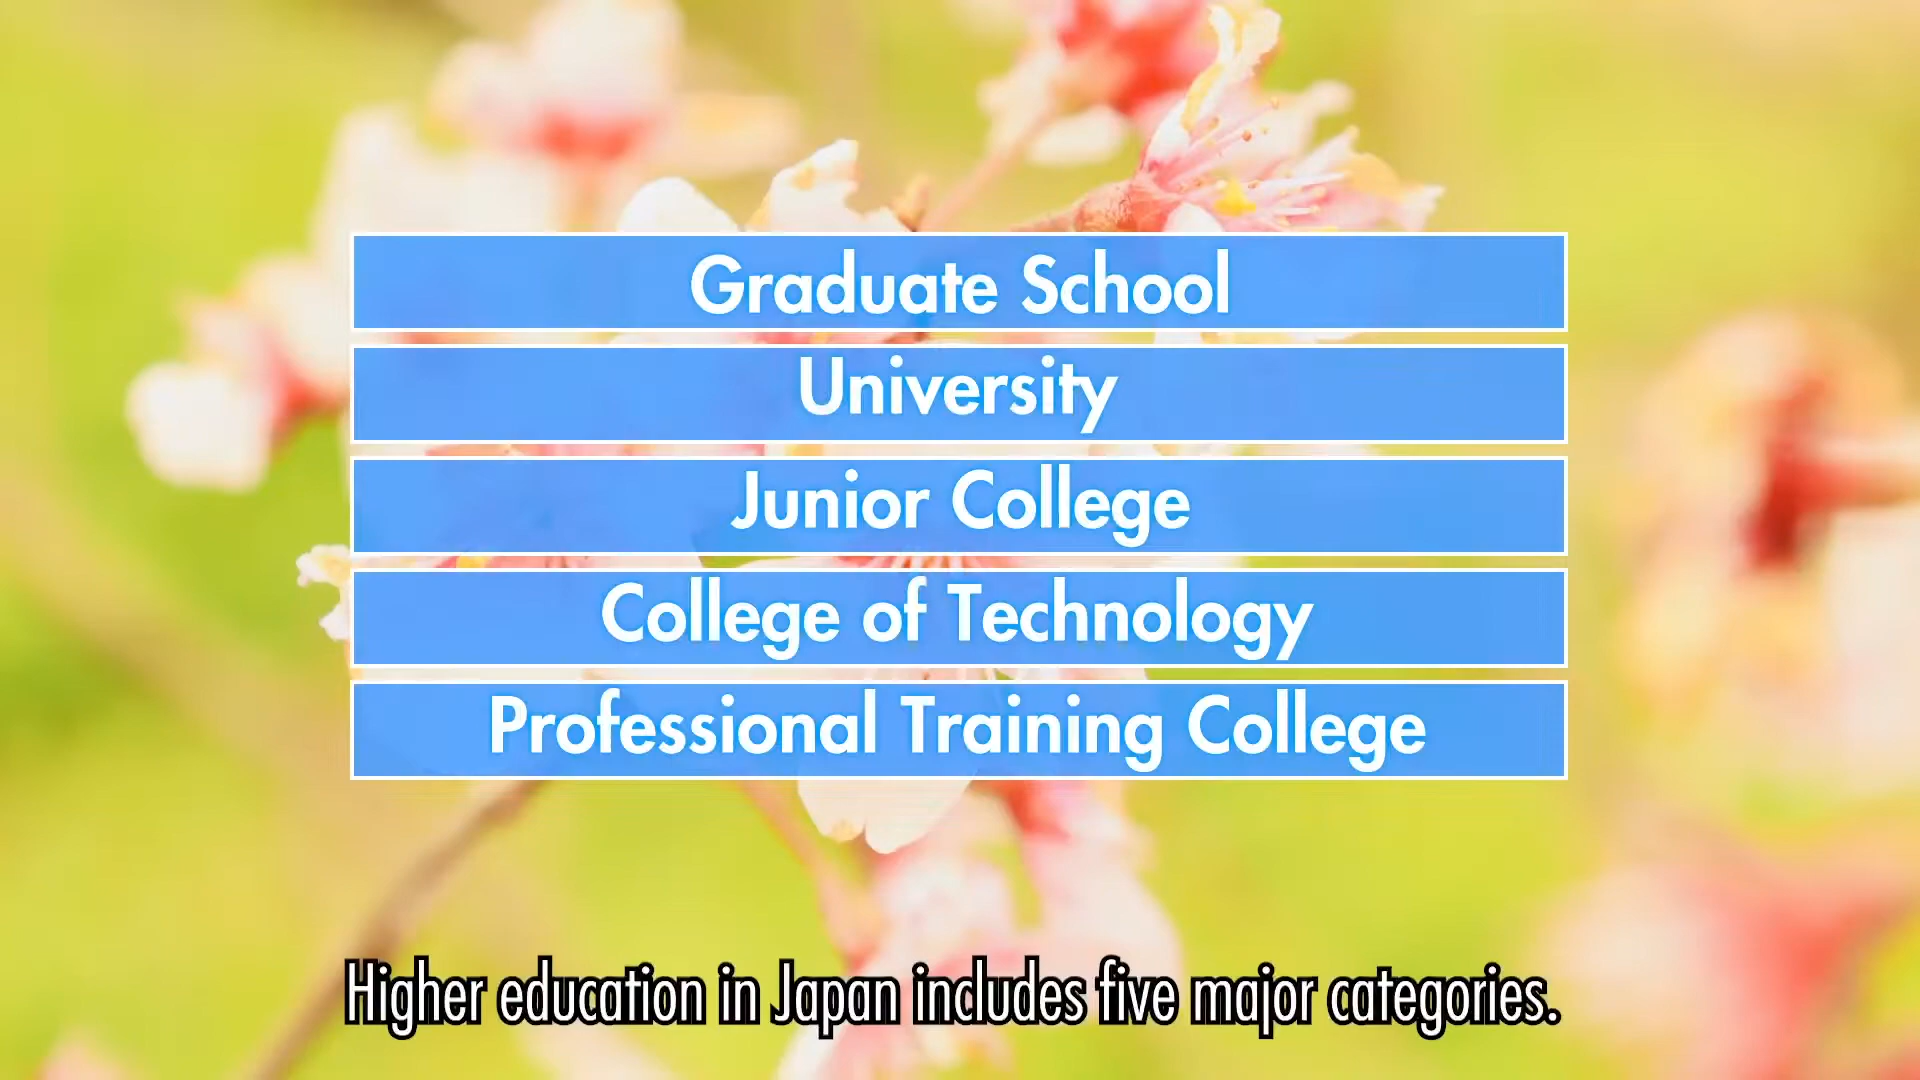 Graduate School
University
Junior College
College of Technology
Professional Training College
Higher education in Japan includes five major categories.